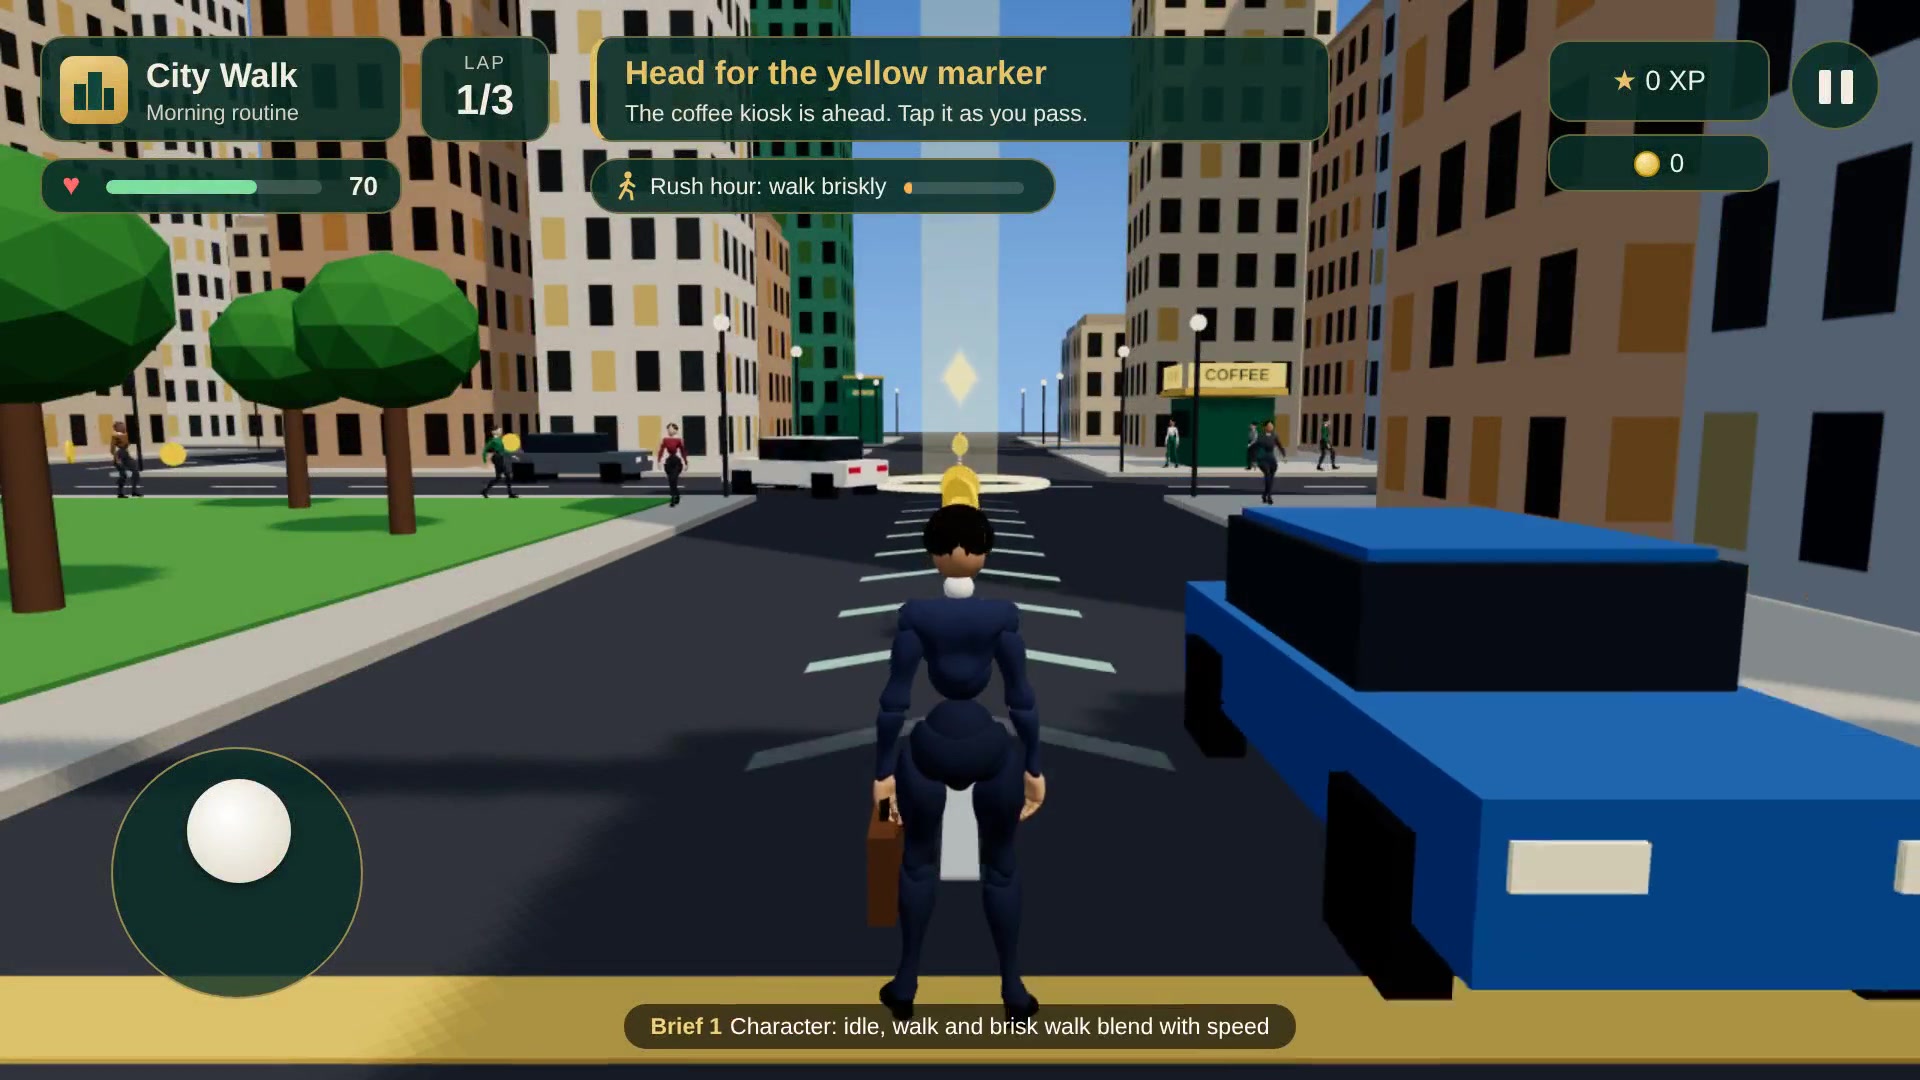 City Walk
Morning routine
LAP
1/3
Head for the yellow marker
The coffee kiosk is ahead. Tap it as you pass.
0 XP
70
Rush hour: walk briskly
0
COFFEE
Brief 1 Character: idle, walk and brisk walk blend with speed